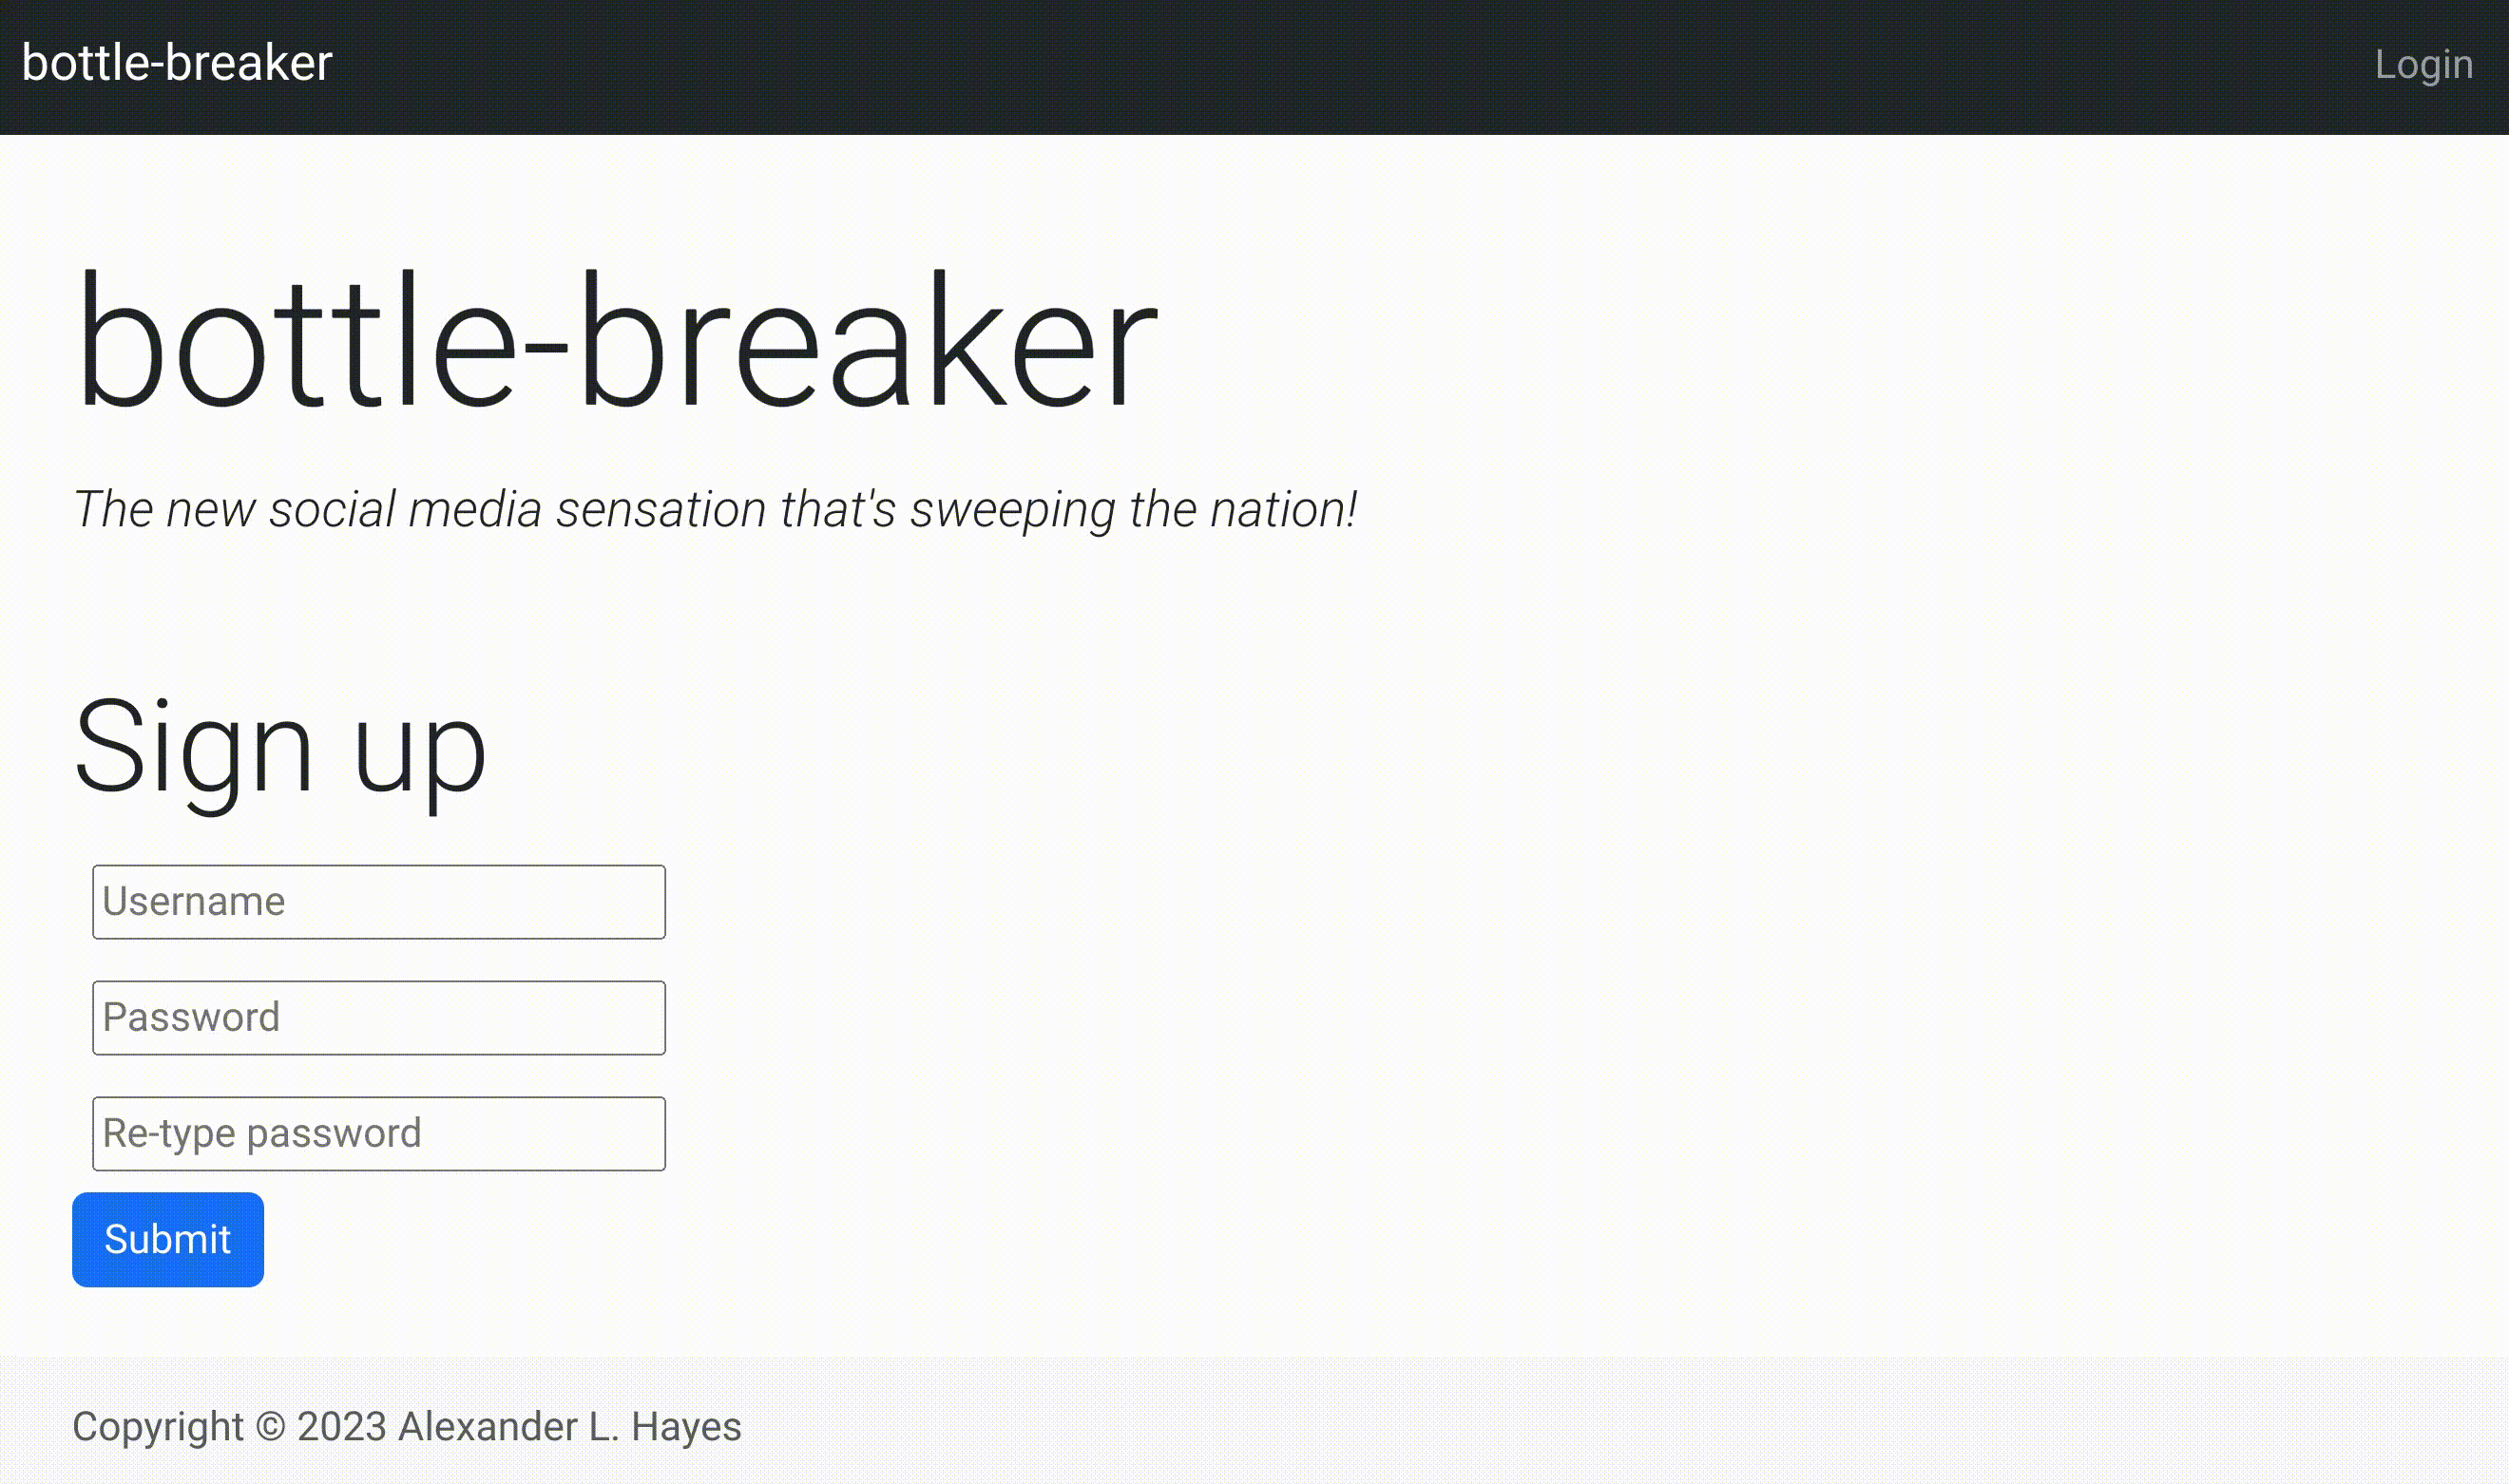 bottle-breaker
Login
bottle-breaker
The new social media sensation that's sweeping the nation!
Sign up
Username
Password
Re-type password
Submit
Copyright © 2023 Alexander L. Hayes